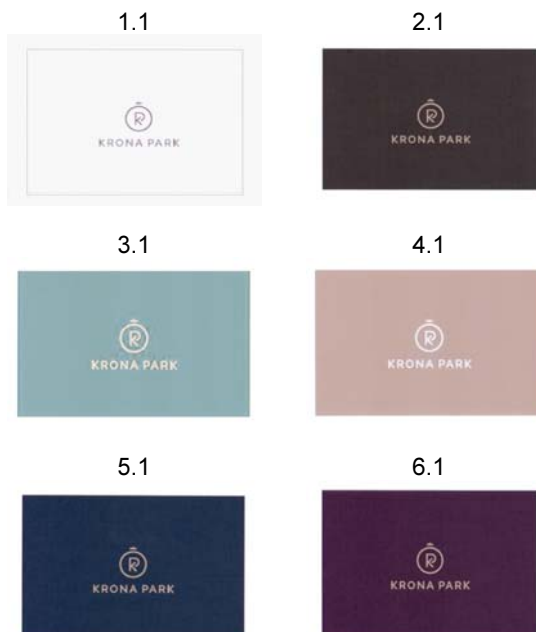 1.1
2.1
KRONA PARK
KRONA PARK
3.1
4.1
KRONA PARK
KRONA PARK
5.1
6.1
KRONA PARK
KRONA PARK